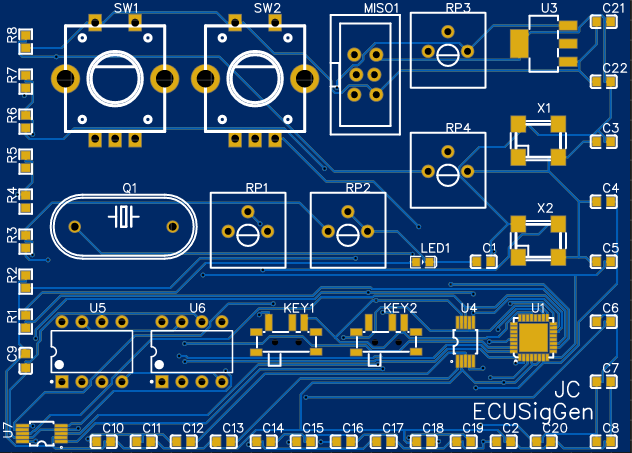 SW1 SW2 MISO1 RP3 U3 C21
R8
R7 C22
R6 X1
RP4 C3
R5
R4 Q1 RP1 RP2 C4
X2
R3 LED1 C1 C5
R2
R1 U5 U6 KEY1 KEY2 U4 U1 C6
C9
C7
JC
ECUSigGen
U7 C10 C11 C12 C13 C14 C15 C16 C17 C18 C19 C2 C20 C8